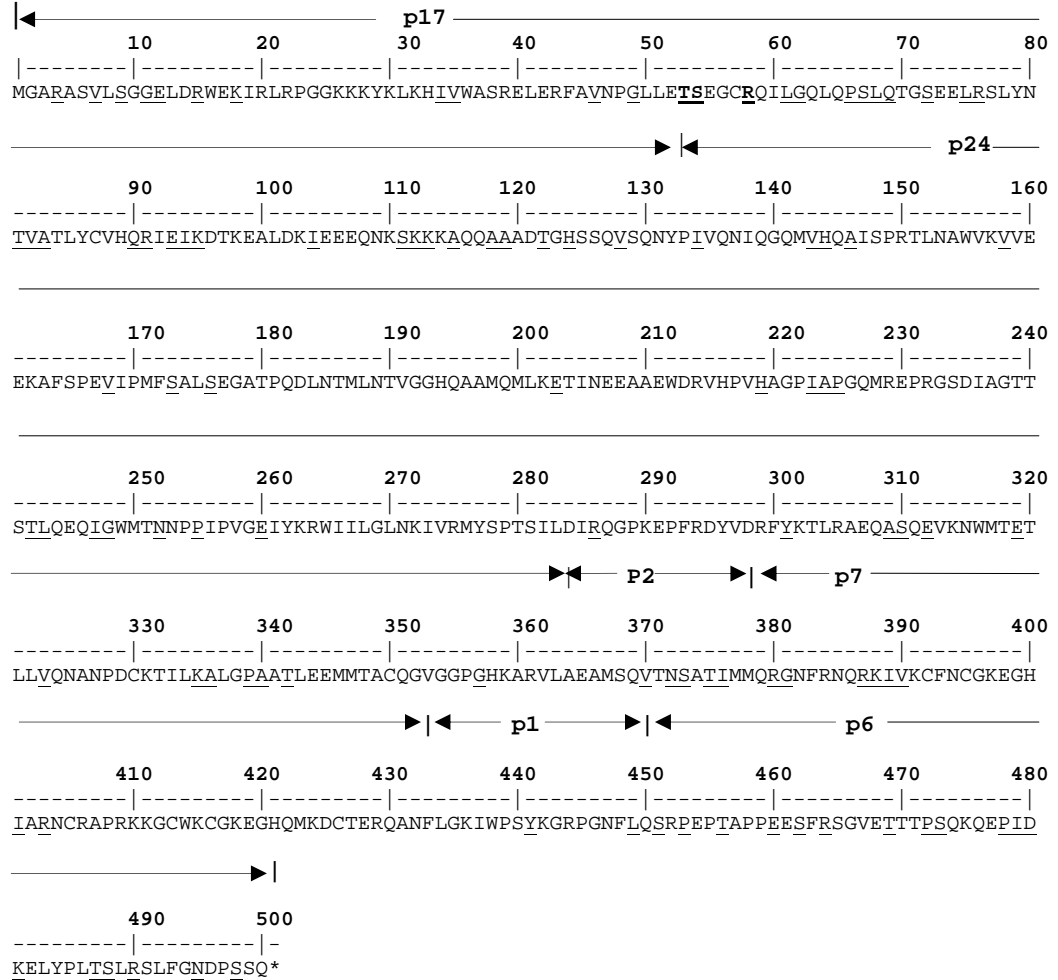 p17
10 20 30 40 50 60 70 80
MGARASVLSGGELDRWEKIRLRPGGKKKYKLKHIVWASRELERFAVNPGLLETSEGCRQILGQLQPSLQTGSEELRSLYN
p24
90 100 110 120 130 140 150 160
TVATLYCVHQRIEIKDTKEALDKIEEEQNKSKKKAQQAAADTGHSSQVSQNYPIVQNIQGQMVHQAISPRTLNAWVKVVE
170 180 190 200 210 220 230 240
EKAFSPEVIPMFSALSEGATPQDLNTMLNTVGGHQAAMQMLKETINEEAAEWDRVHPVHAGPIAPGQMREPRGSDIAGTT
250 260 270 280 290 300 310 320
STLQEQIGWMTNNPPIPVGEIYKRWIILGLNKIVRMYSPTSILDIRQGPKEPFRDYVDRFYKTLRAEQASQEVKNWMTET
P2 p7
330 340 350 360 370 380 390 400
LLVQNANPDCKTILKALGPAATLEEMMTACQGVGGPGHKARVLAEAMSQVTNSATIMMQRGNFRNQRKIVKCFNCGKEGH
p1 p6
410 420 430 440 450 460 470 480
IARNCRAPRKKGCWKCGKEGHQMKDCTERQANFLGKIWPSYKGRPGNFLQSRPEPTAPPEESFRSGVETTTPSQKQEPID
490 500
KELYPLTSLRSLFGNDPSSQ*